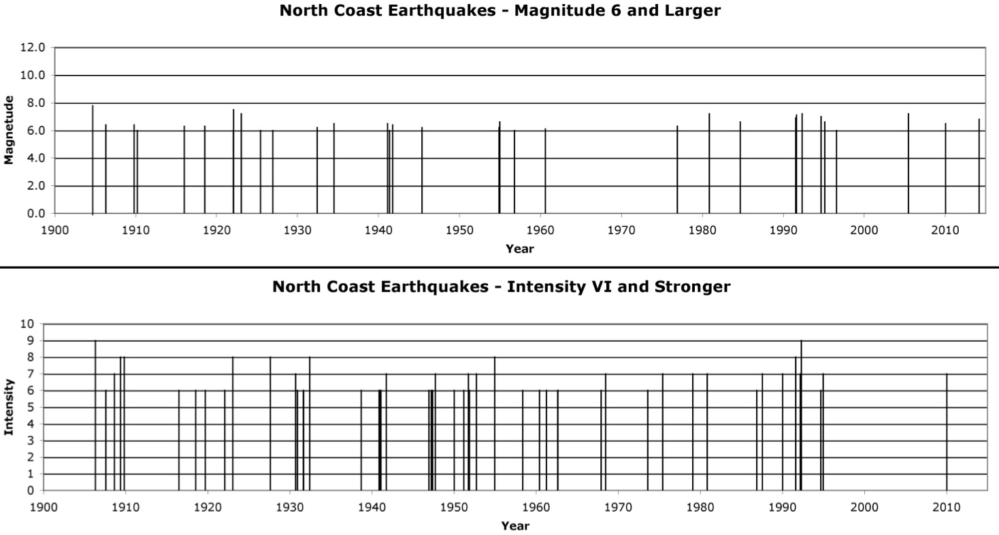 North Coast Earthquakes - Magnitude 6 and Larger
12.0
10.0
8.0
6.0
4.0
2.0
0.0
Magnetude
1900 1910 1920 1930 1940 1950 1960 1970 1980 1990 2000 2010
Year
North Coast Earthquakes - Intensity VI and Stronger
10
9
8
7
6
5
4
3
2
1
0
Intensity
1900 1910 1920 1930 1940 1950 1960 1970 1980 1990 2000 2010
Year